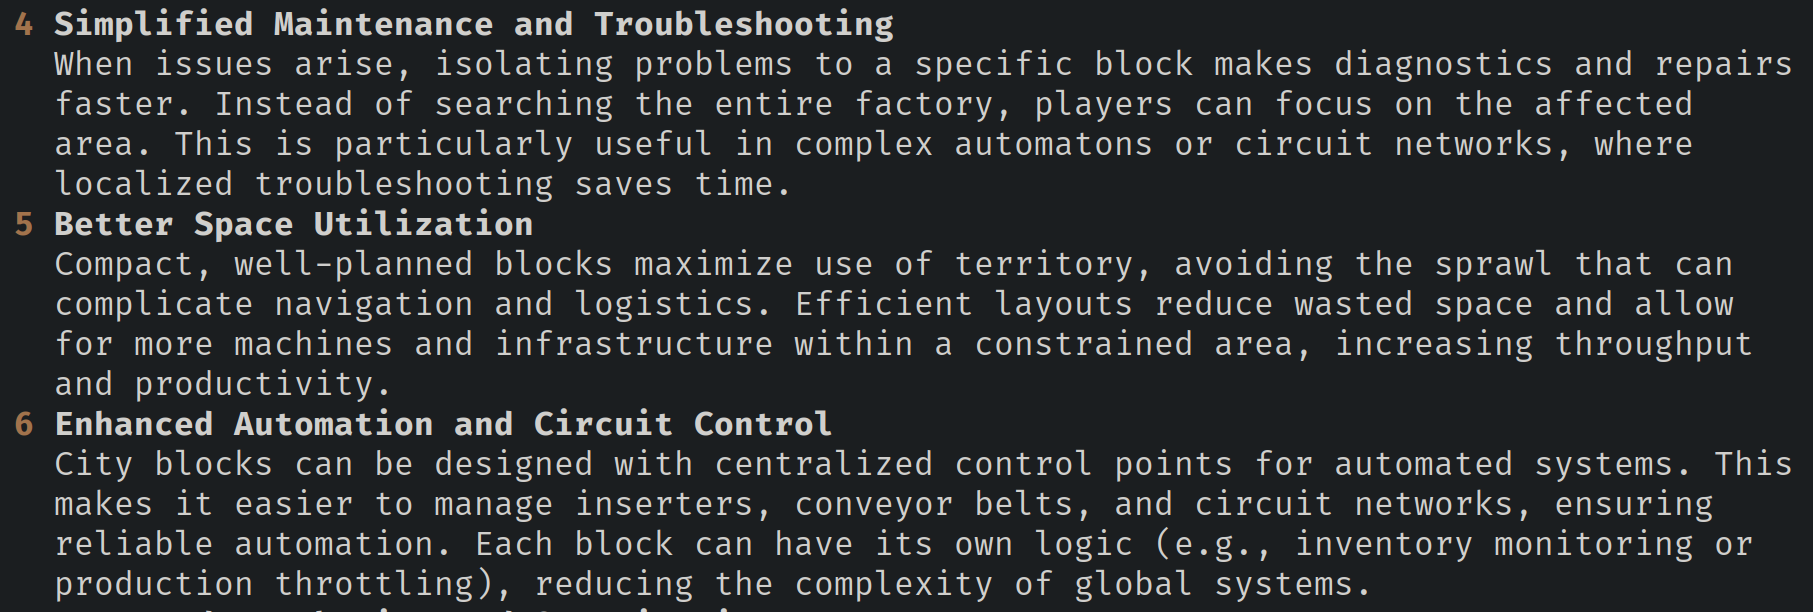 4 Simplified Maintenance and Troubleshooting
When issues arise, isolating problems to a specific block makes diagnostics and repairs
faster. Instead of searching the entire factory, players can focus on the affected
area. This is particularly useful in complex automatons or circuit networks, where
localized troubleshooting saves time.
5 Better Space Utilization
Compact, well-planned blocks maximize use of territory, avoiding the sprawl that can
complicate navigation and logistics. Efficient layouts reduce wasted space and allow
for more machines and infrastructure within a constrained area, increasing throughput
and productivity.
6 Enhanced Automation and Circuit Control
City blocks can be designed with centralized control points for automated systems. This
makes it easier to manage inserters, conveyor belts, and circuit networks, ensuring
reliable automation. Each block can have its own logic (e.g., inventory monitoring or
production throttling), reducing the complexity of global systems.